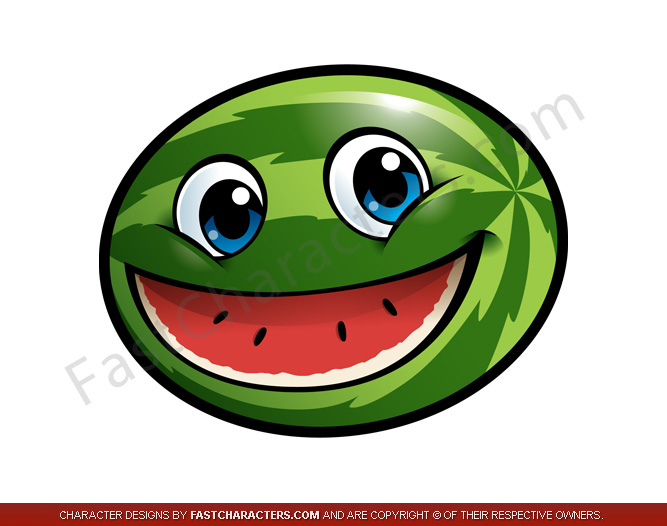 FastCharacters.com
CHARACTER DESIGNS BY FASTCHARACTERS.COM AND ARE COPYRIGHT © OF THEIR RESPECTIVE OWNERS.